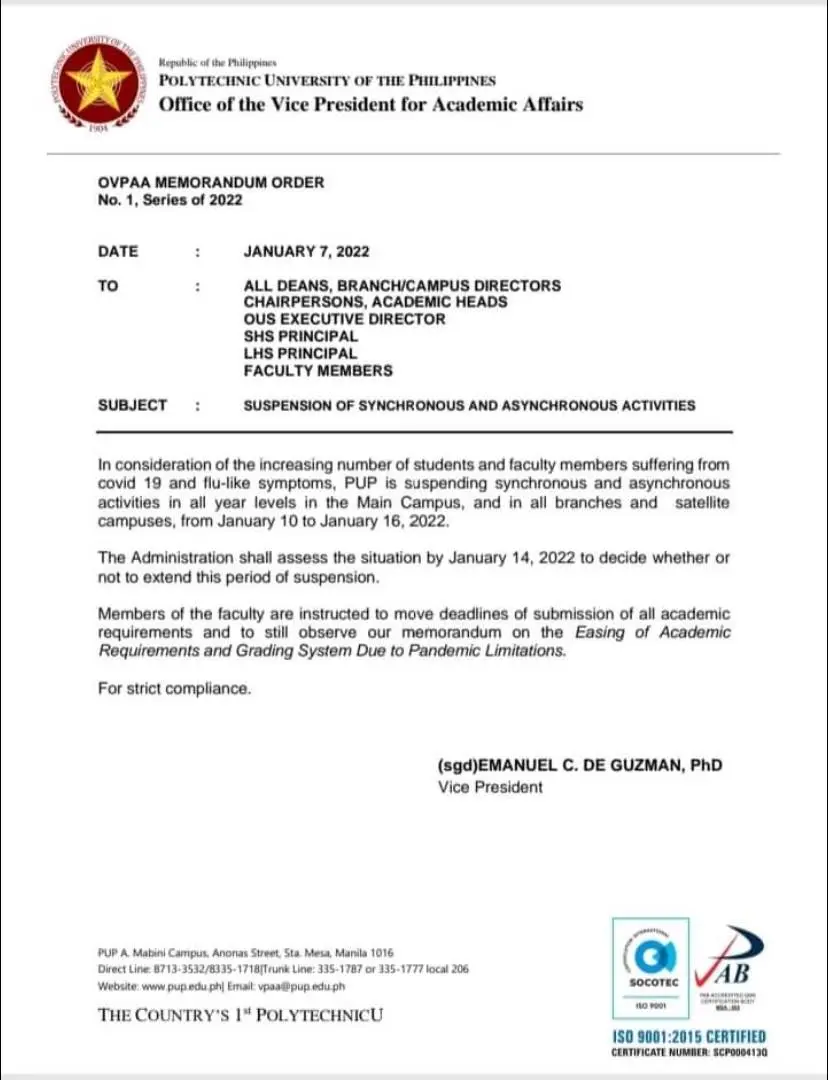 POLYTECHNIC UNIVERSITY OF THE PHILIPPINES
1904
Republic of the Philippines
POLYTECHNIC UNIVERSITY OF THE PHILIPPINES
Office of the Vice President for Academic Affairs
OVPAA MEMORANDUM ORDER
No. 1, Series of 2022
DATE : JANUARY 7, 2022
TO : ALL DEANS, BRANCH/CAMPUS DIRECTORS
CHAIRPERSONS, ACADEMIC HEADS
OUS EXECUTIVE DIRECTOR
SHS PRINCIPAL
LHS PRINCIPAL
FACULTY MEMBERS
SUBJECT : SUSPENSION OF SYNCHRONOUS AND ASYNCHRONOUS ACTIVITIES
In consideration of the increasing number of students and faculty members suffering from
covid 19 and flu-like symptoms, PUP is suspending synchronous and asynchronous
activities in all year levels in the Main Campus, and in all branches and satellite
campuses, from January 10 to January 16, 2022.
The Administration shall assess the situation by January 14, 2022 to decide whether or
not to extend this period of suspension.
Members of the faculty are instructed to move deadlines of submission of all academic
requirements and to still observe our memorandum on the Easing of Academic
Requirements and Grading System Due to Pandemic Limitations.
For strict compliance.
(sgd)EMANUEL C. DE GUZMAN, PhD
Vice President
PUP A. Mabini Campus, Anonas Street, Sta. Mesa, Manila 1016
Direct Line: 8713-3532/8335-1718|Trunk Line: 335-1787 or 335-1777 local 206
Website: www.pup.edu.ph| Email: vpaa@pup.edu.ph
THE COUNTRY'S 1st POLYTECHNICU
CERTIFICATION INTERNATIONAL
SOCOTEC
ISO 9001
PAB
PAB ACCREDITED QMS
CERTIFICATION BODY
ISO 9001:2015 CERTIFIED
CERTIFICATE NUMBER: SCP000413Q